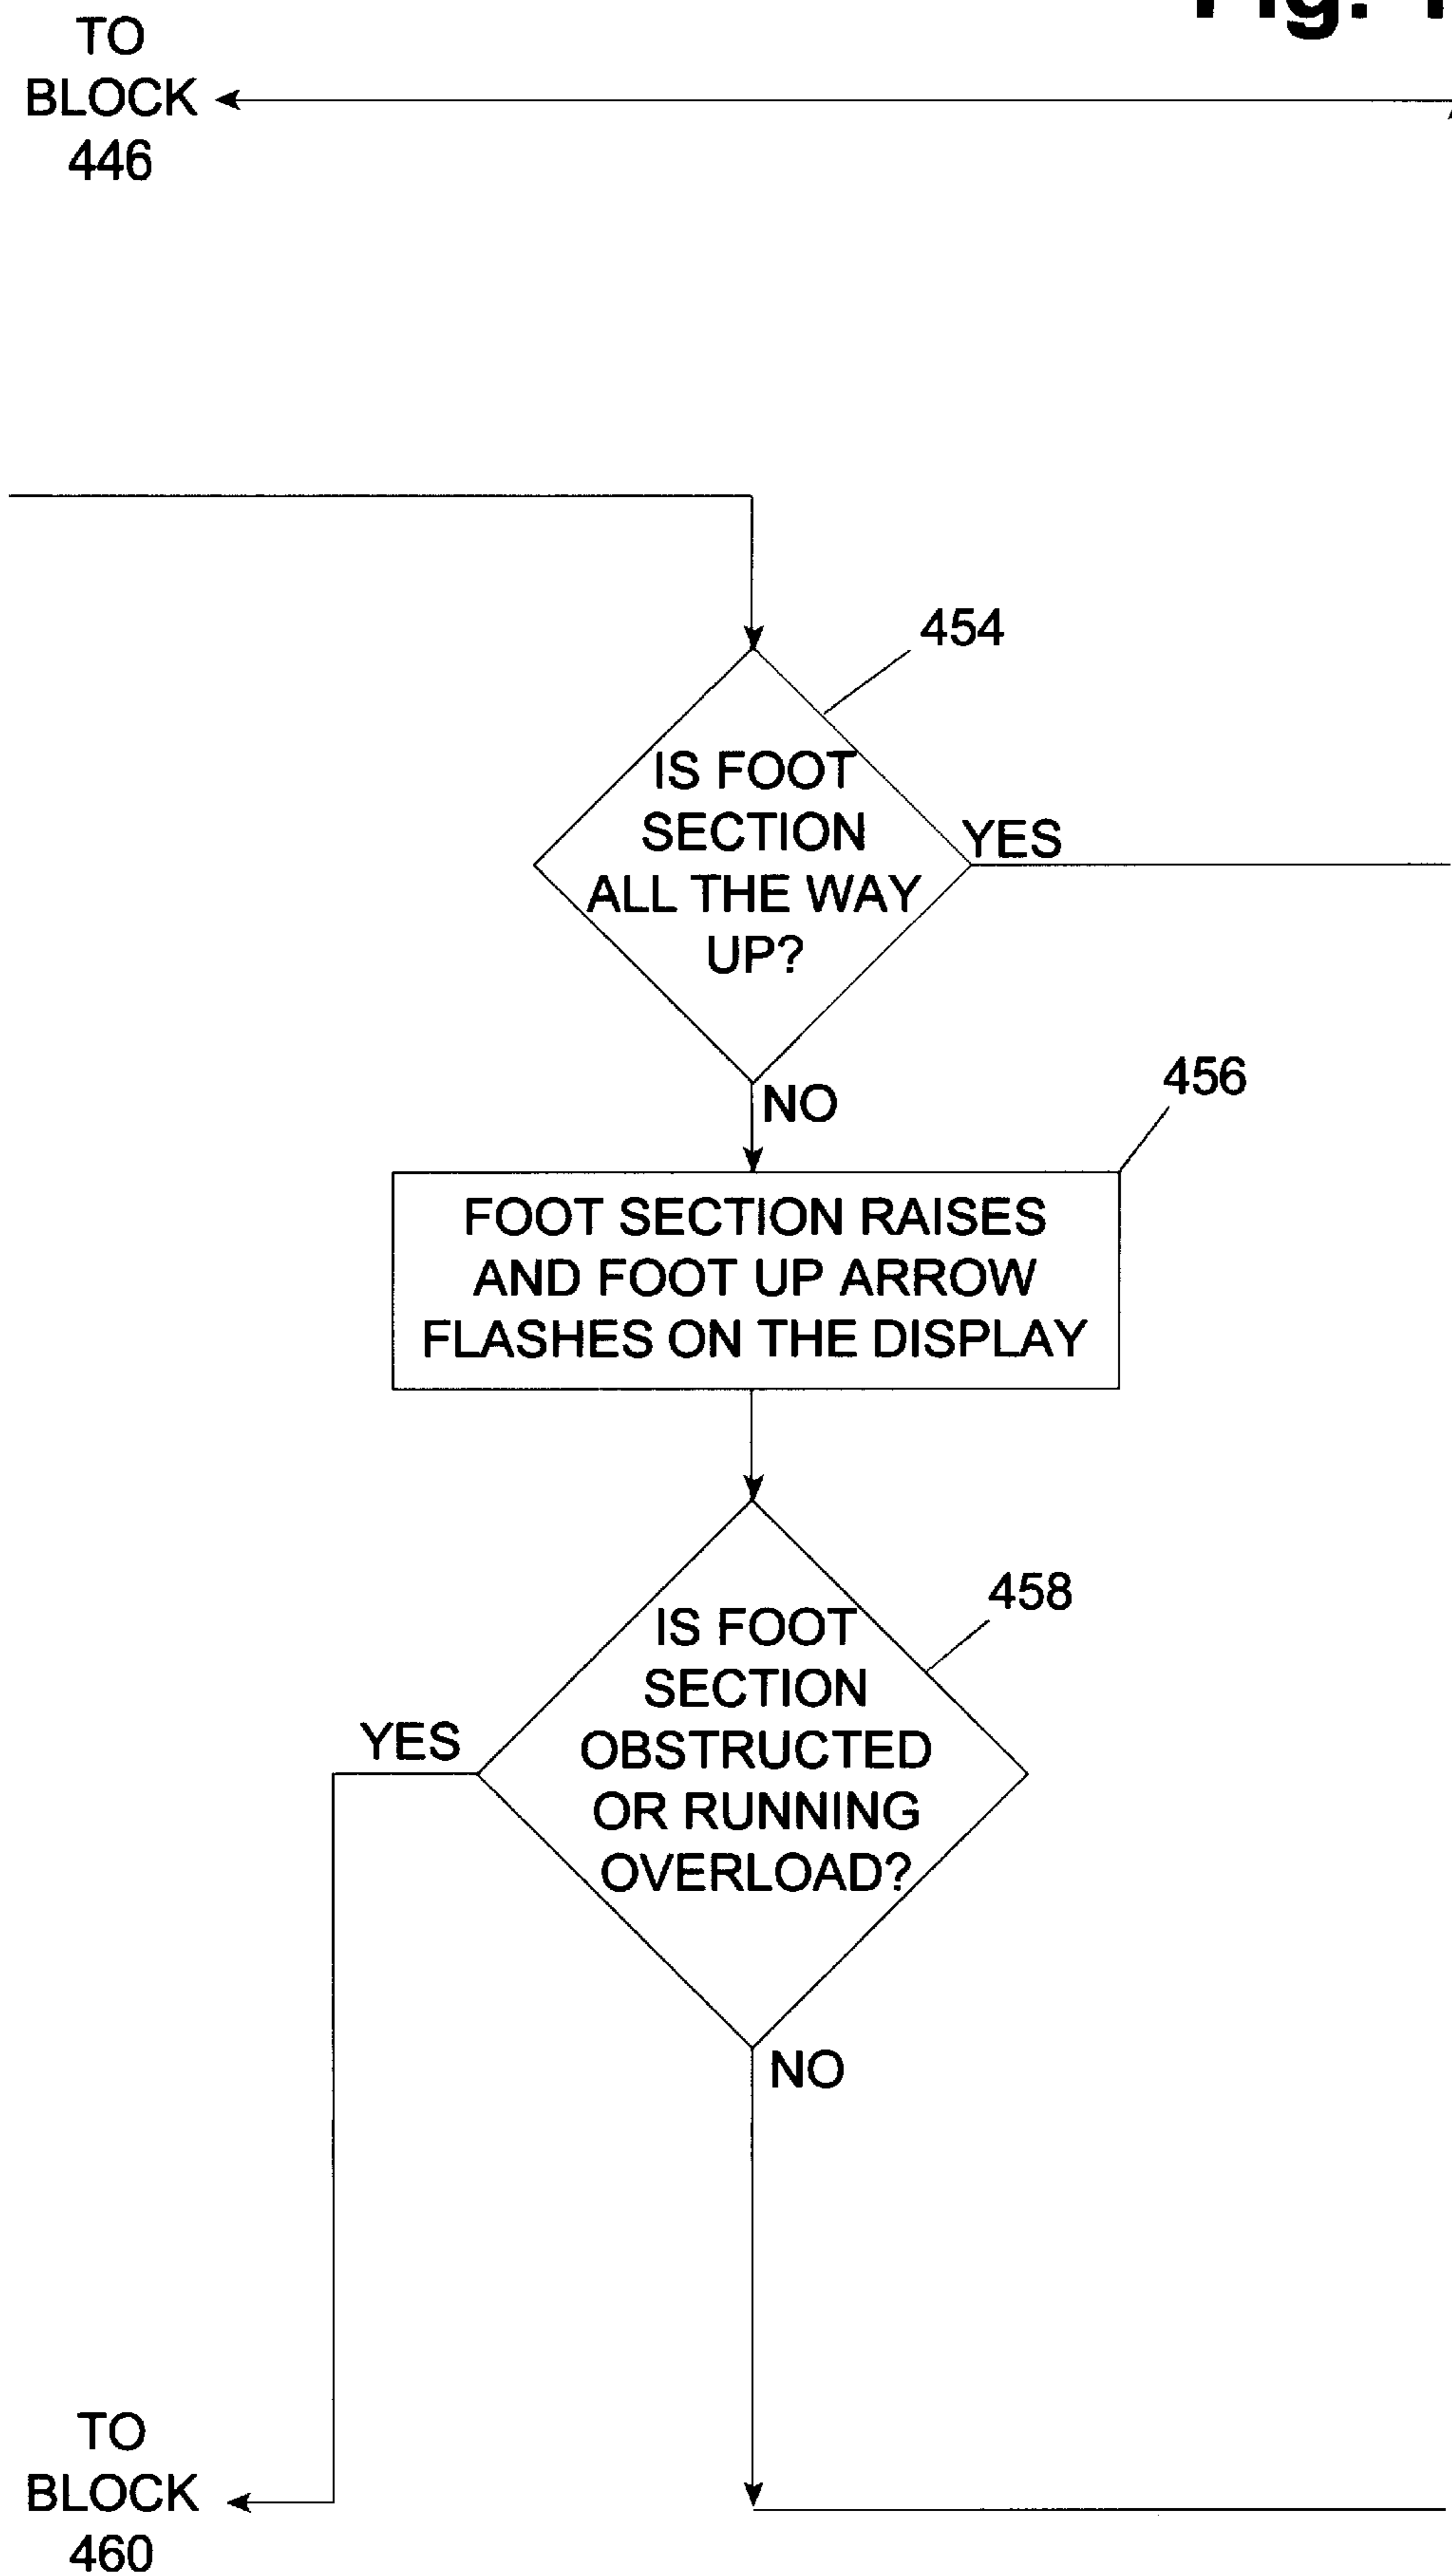 Fig. 1
TO
BLOCK
446
454
IS FOOT
SECTION
ALL THE WAY
UP?
YES
NO
456
FOOT SECTION RAISES
AND FOOT UP ARROW
FLASHES ON THE DISPLAY
458
IS FOOT
SECTION
OBSTRUCTED
OR RUNNING
OVERLOAD?
YES
NO
TO
BLOCK
460